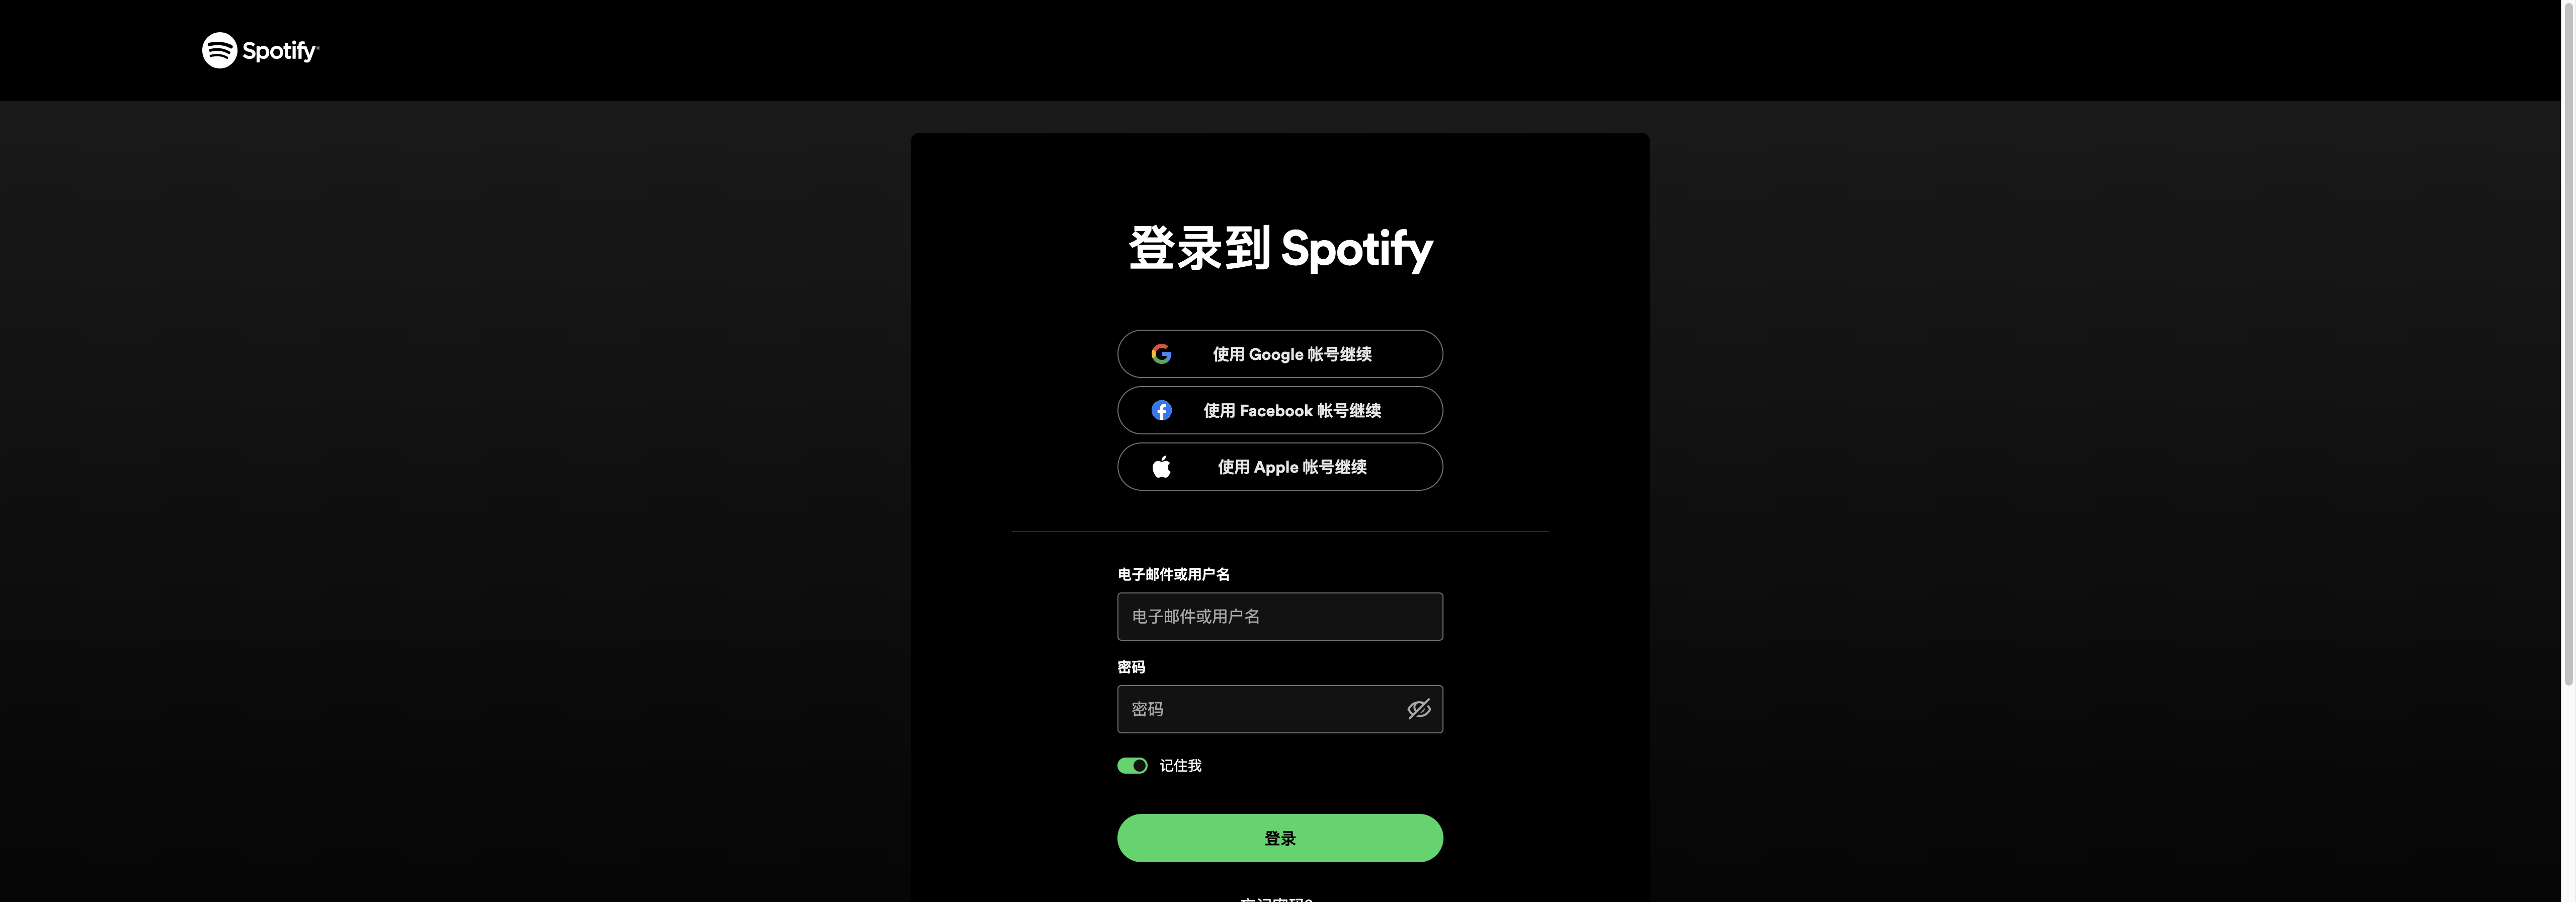 Spotify®
登录到 Spotify
使用 Google 帐号继续
使用 Facebook 帐号继续
使用 Apple 帐号继续
电子邮件或用户名
电子邮件或用户名
密码
密码
记住我
登录